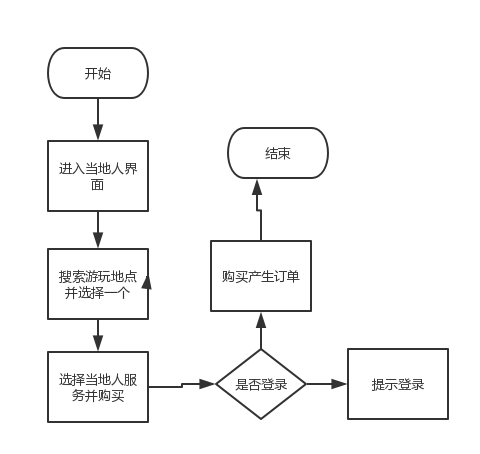 开始
进入当地人界
面
搜索游玩地点
并选择一个
选择当地人服
务并购买
是否登录
提示登录
购买产生订单
结束